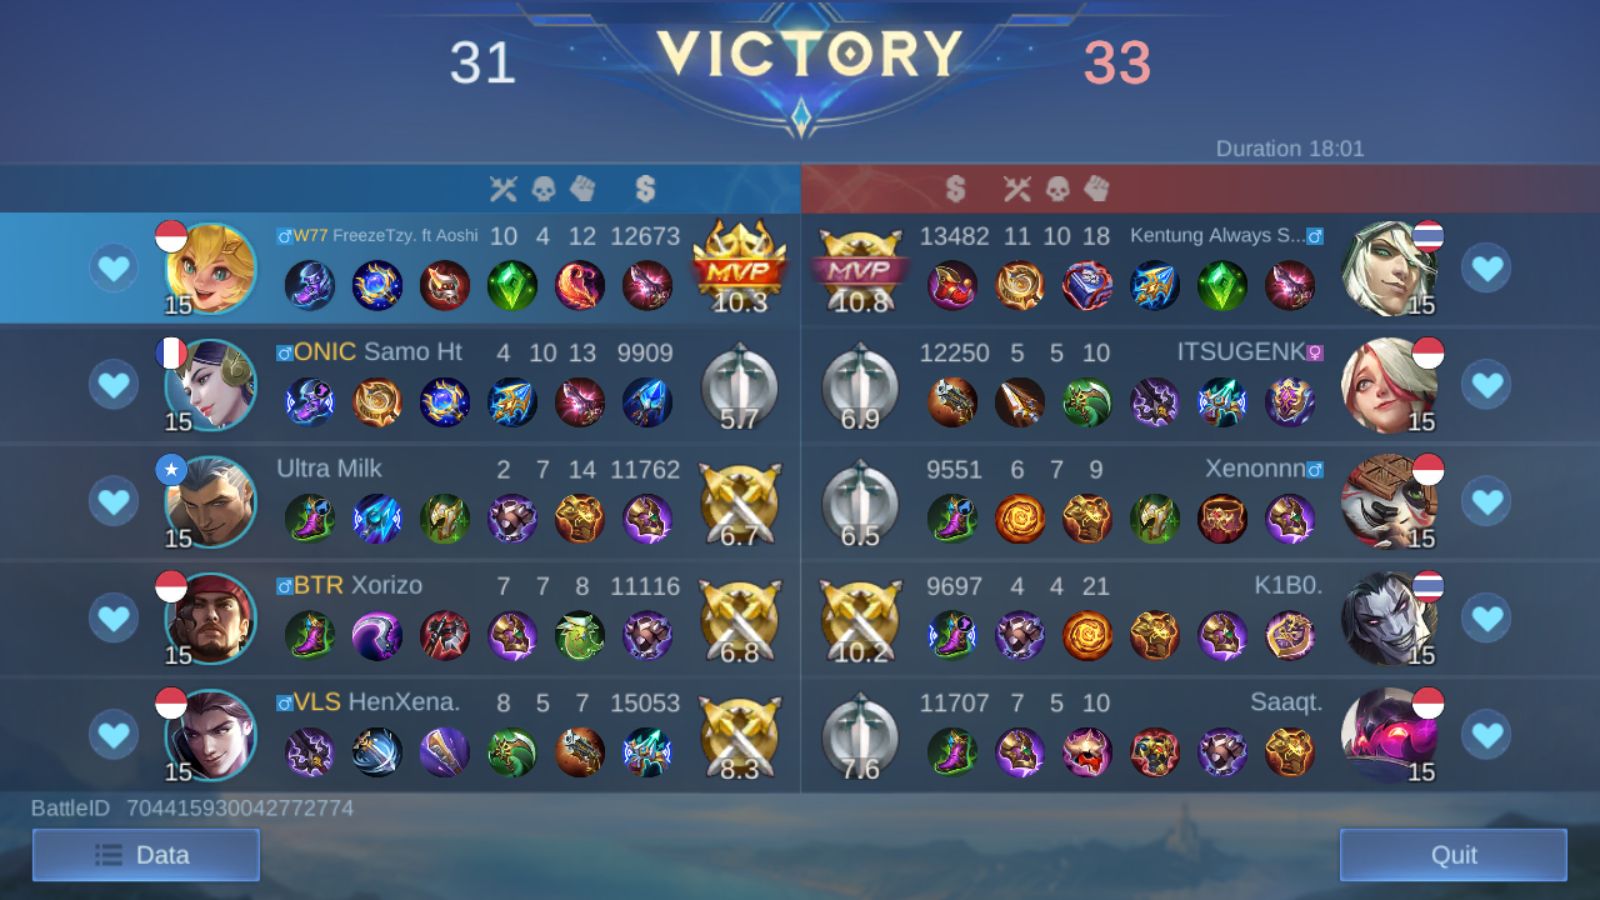 VICTORY
31 33
Duration 18:01
W77 FreezeTzy. ft Aoshi 10 4 12 12673 MVP 10.3 15
MVP 10.8 13482 11 10 18 Kentung Always S... 15
ONIC Samo Ht 4 10 13 9909 5.7 15
6.9 12250 5 5 10 ITSUGENK 15
Ultra Milk 2 7 14 11762 6.7 15
6.5 9551 6 7 9 Xenonnn 15
BTR Xorizo 7 7 8 11116 6.8 15
10.2 9697 4 4 21 K1B0. 15
VLS HenXena. 8 5 7 15053 8.3 15
7.6 11707 7 5 10 Saaqt. 15
BattleID 704415930042772774
Data
Quit